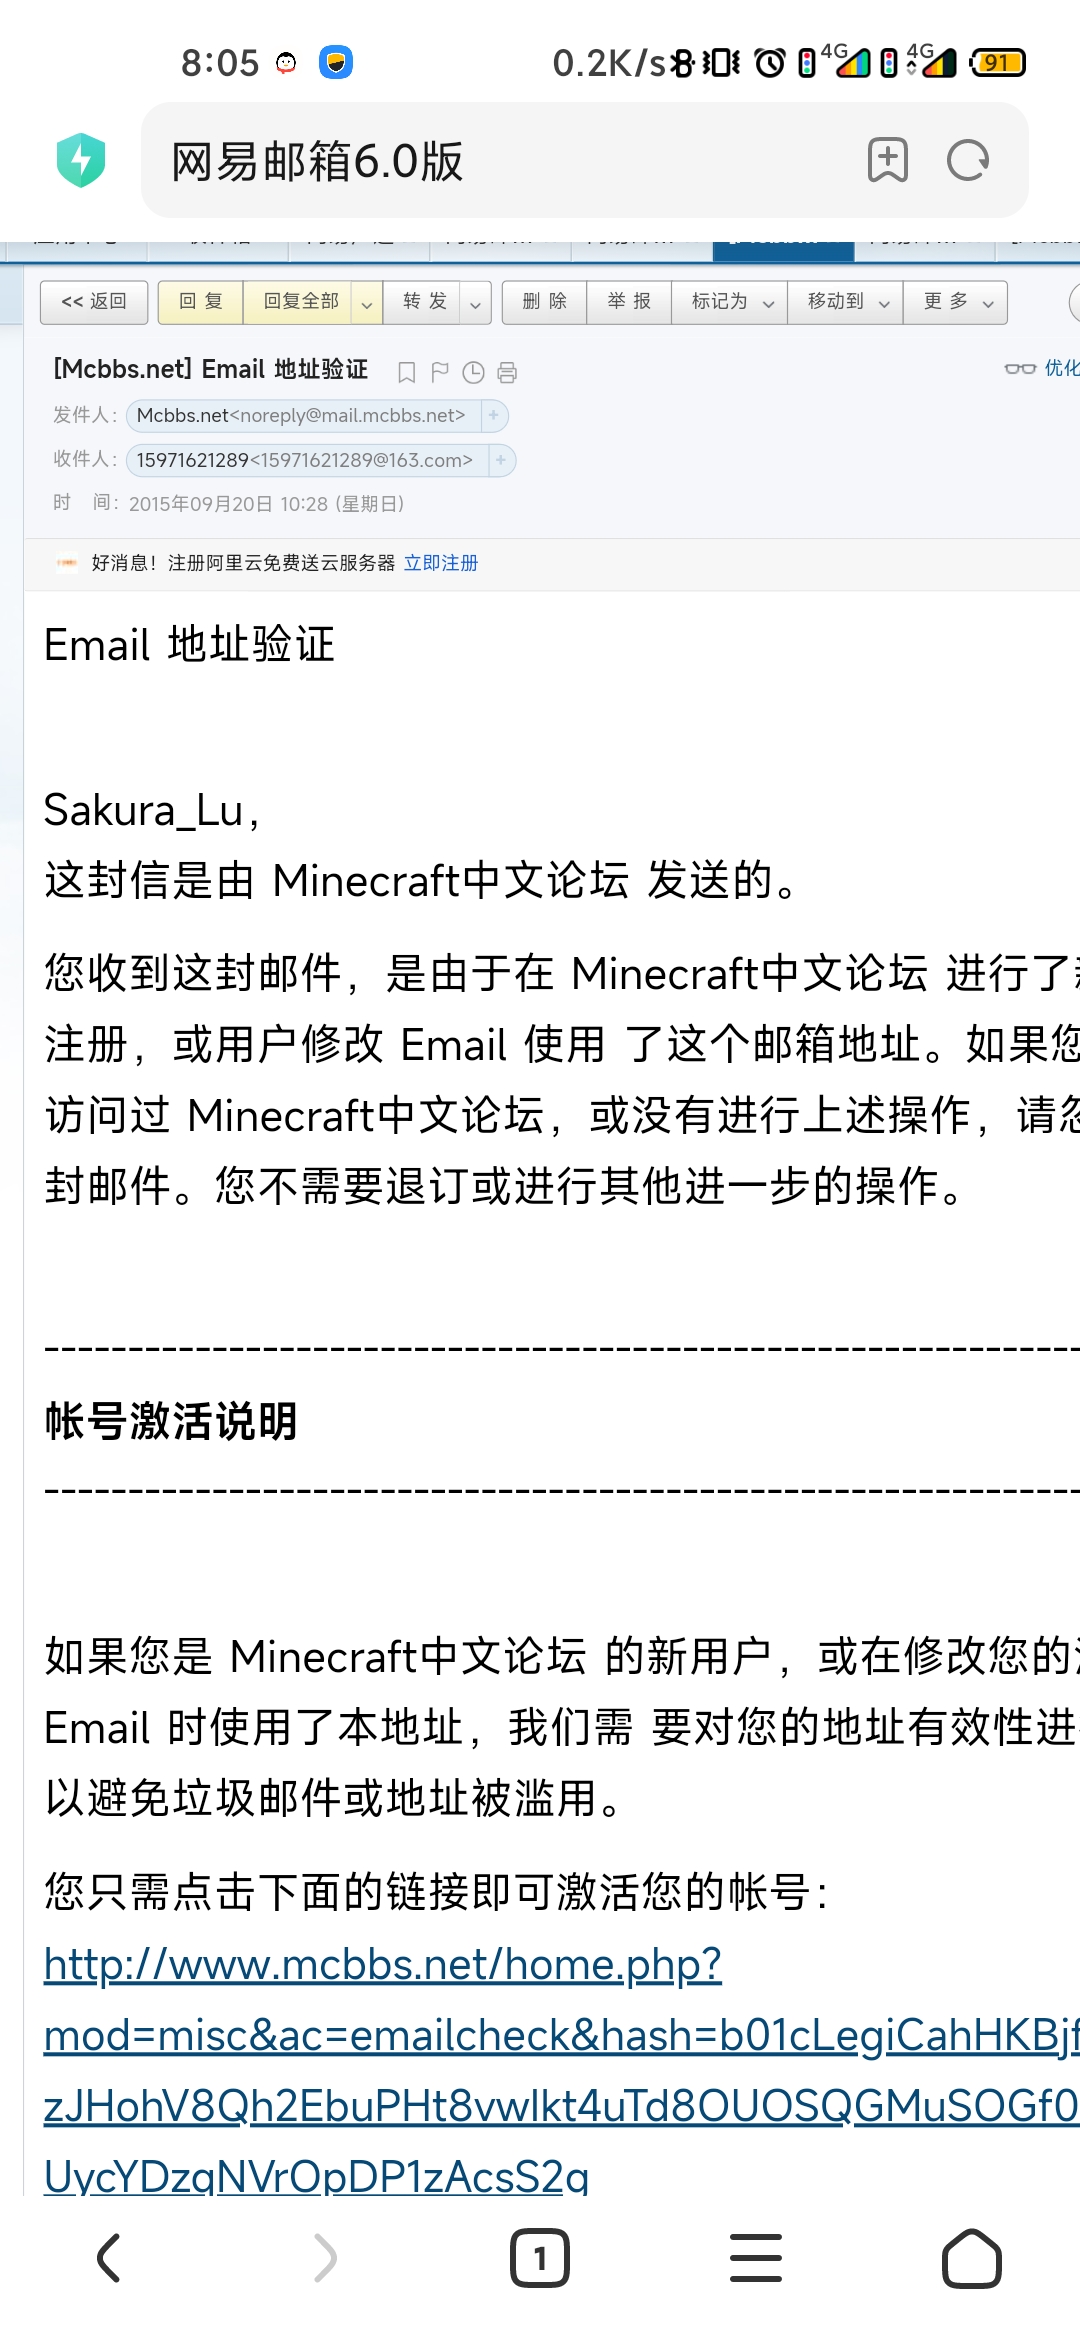 8:05
0.2K/s
4G
4G
91
网易邮箱6.0版
<< 返回
回 复
回复全部
转 发
删 除
举 报
标记为
移动到
更 多
[Mcbbs.net] Email 地址验证
优化
发件人：
Mcbbs.net<noreply@mail.mcbbs.net>
+
收件人：
15971621289<15971621289@163.com>
+
时 间：
2015年09月20日 10:28 (星期日)
好消息！注册阿里云免费送云服务器 立即注册
Email 地址验证
Sakura_Lu，
这封信是由 Minecraft中文论坛 发送的。
您收到这封邮件，是由于在 Minecraft中文论坛 进行了
注册，或用户修改 Email 使用 了这个邮箱地址。如果您
访问过 Minecraft中文论坛，或没有进行上述操作，请忽
封邮件。您不需要退订或进行其他进一步的操作。
----------------------------------------------------------------------
帐号激活说明
----------------------------------------------------------------------
如果您是 Minecraft中文论坛 的新用户，或在修改您的
Email 时使用了本地址，我们需 要对您的地址有效性进
以避免垃圾邮件或地址被滥用。
您只需点击下面的链接即可激活您的帐号：
http://www.mcbbs.net/home.php?
mod=misc&ac=emailcheck&hash=b01cLegiCahHKBjf
zJHohV8Qh2EbuPHt8vwIkt4uTd8OUOSQGMuSOGf0
UycYDzqNVrOpDP1zAcsS2q
1